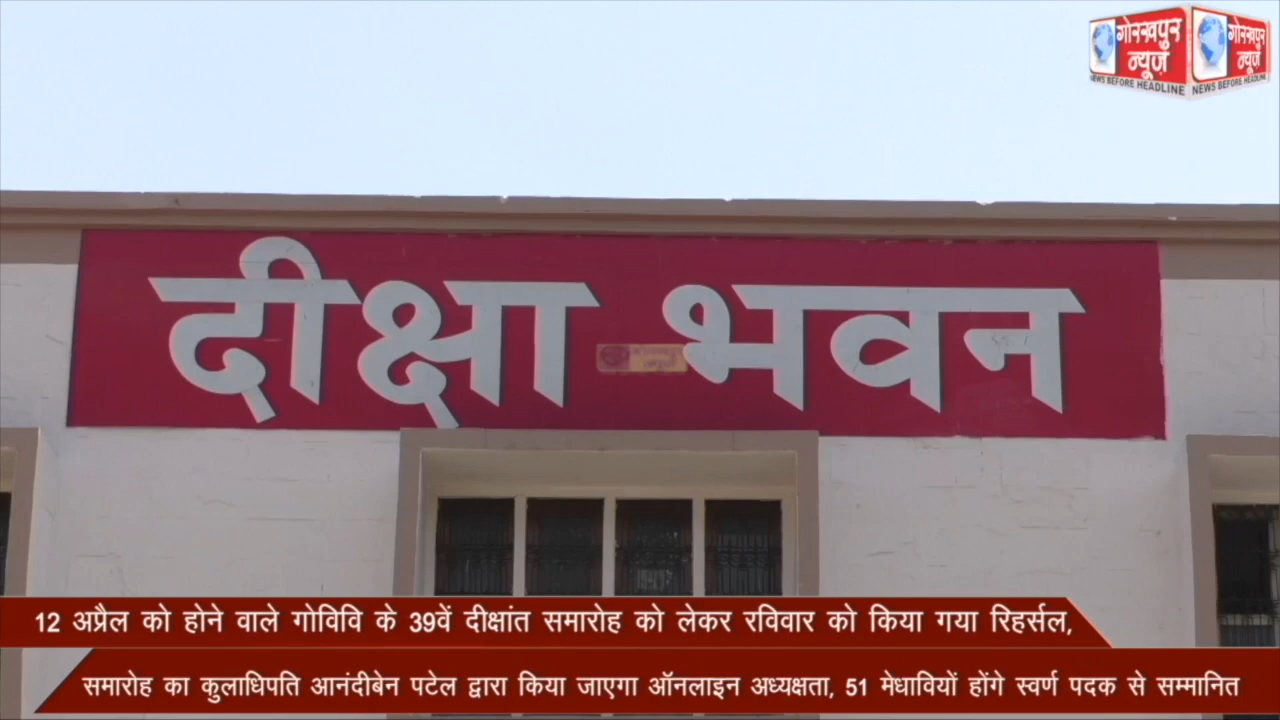 गोरखपुर गोरखपुर
न्यूज़ न्यूज़
NEWS BEFORE HEADLINE NEWS BEFORE HEADLINE
दीक्षा भवन
12 अप्रैल को होने वाले गोविवि के 39वें दीक्षांत समारोह को लेकर रविवार को किया गया रिहर्सल,
समारोह का कुलाधिपति आनंदीबेन पटेल द्वारा किया जाएगा ऑनलाइन अध्यक्षता, 51 मेधावियों होंगे स्वर्ण पदक से सम्मानित